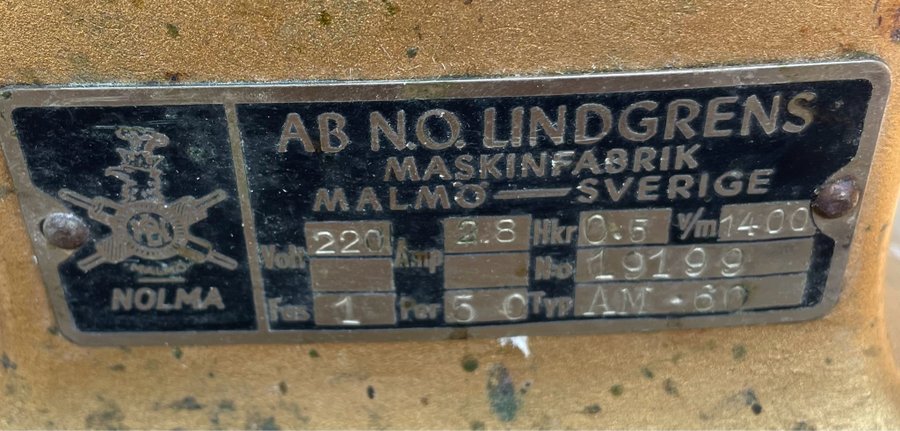 AB N.O. LINDGRENS
MASKINFABRIK
MALMÖ — SVERIGE
Volt 220 Amp 2.8 Hkr 0.5 V/m 1400
No 19199
Fas 1 Per 50 Typ AM-60
MALMÖ
NOLMA